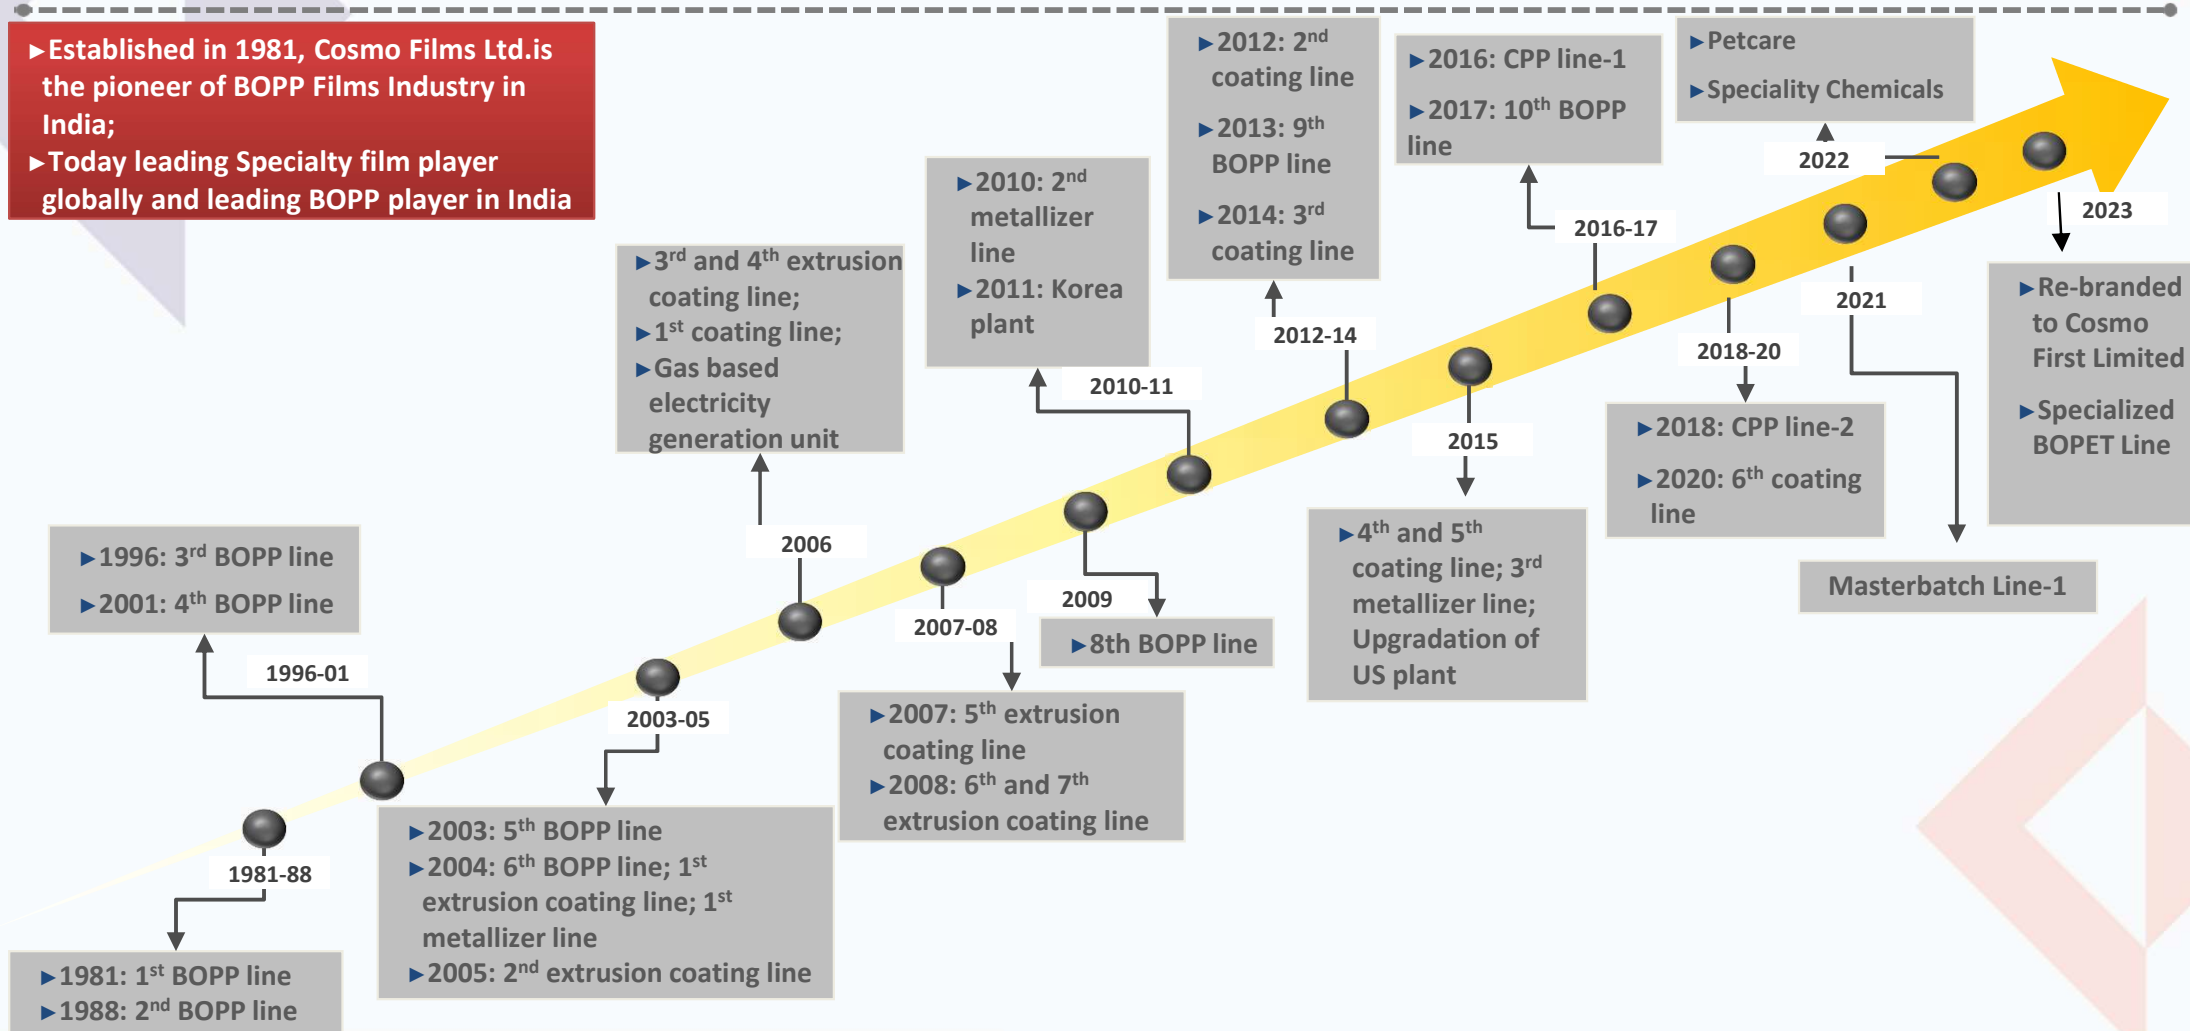 ►Established in 1981, Cosmo Films Ltd.is
the pioneer of BOPP Films Industry in
India;
►Today leading Specialty film player
globally and leading BOPP player in India
►1981: 1st BOPP line
►1988: 2nd BOPP line
1981-88
►1996: 3rd BOPP line
►2001: 4th BOPP line
1996-01
2003-05
►2003: 5th BOPP line
►2004: 6th BOPP line; 1st
extrusion coating line; 1st
metallizer line
►2005: 2nd extrusion coating line
►3rd and 4th extrusion
coating line;
►1st coating line;
►Gas based
electricity
generation unit
2006
2007-08
►2007: 5th extrusion
coating line
►2008: 6th and 7th
extrusion coating line
2009
►8th BOPP line
►2010: 2nd
metallizer
line
►2011: Korea
plant
2010-11
►2012: 2nd
coating line
►2013: 9th
BOPP line
►2014: 3rd
coating line
2012-14
2015
►4th and 5th
coating line; 3rd
metallizer line;
Upgradation of
US plant
►2016: CPP line-1
►2017: 10th BOPP
line
2016-17
2018-20
►2018: CPP line-2
►2020: 6th coating
line
2021
Masterbatch Line-1
►Petcare
►Speciality Chemicals
2022
2023
►Re-branded
to Cosmo
First Limited
►Specialized
BOPET Line